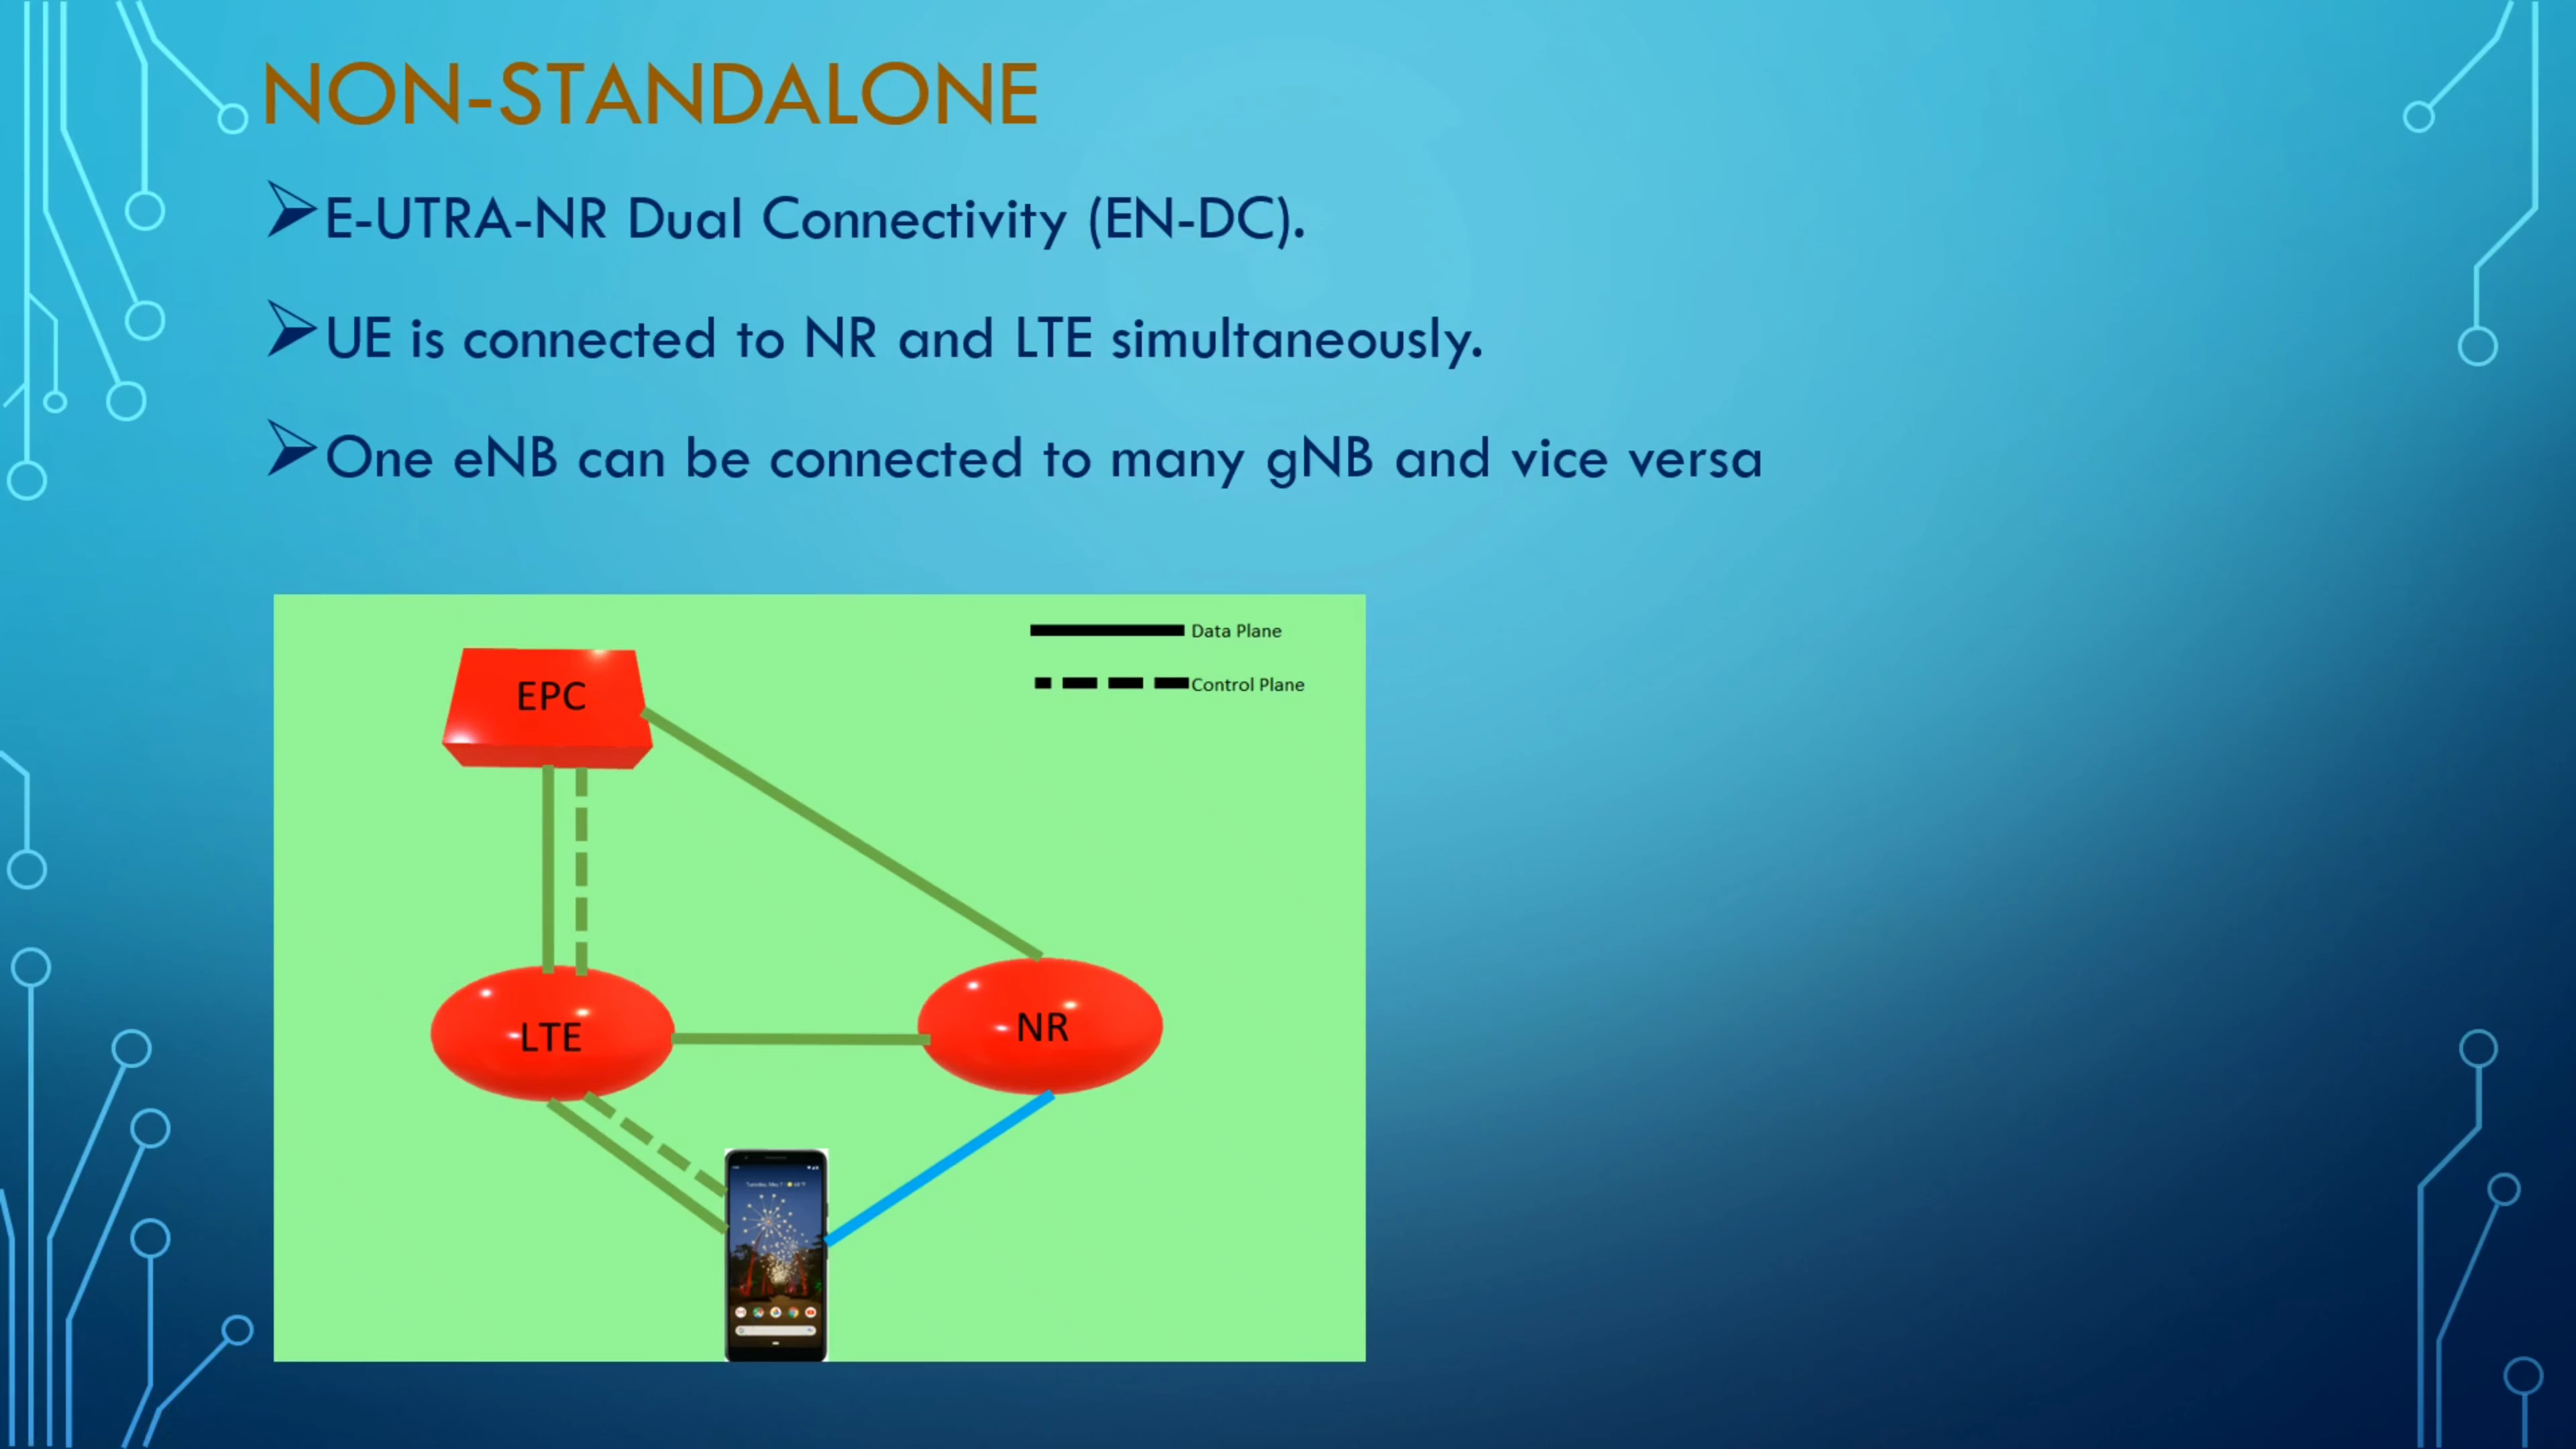 NON-STANDALONE
E-UTRA-NR Dual Connectivity (EN-DC).
UE is connected to NR and LTE simultaneously.
One eNB can be connected to many gNB and vice versa
Data Plane
Control Plane
EPC
LTE
NR